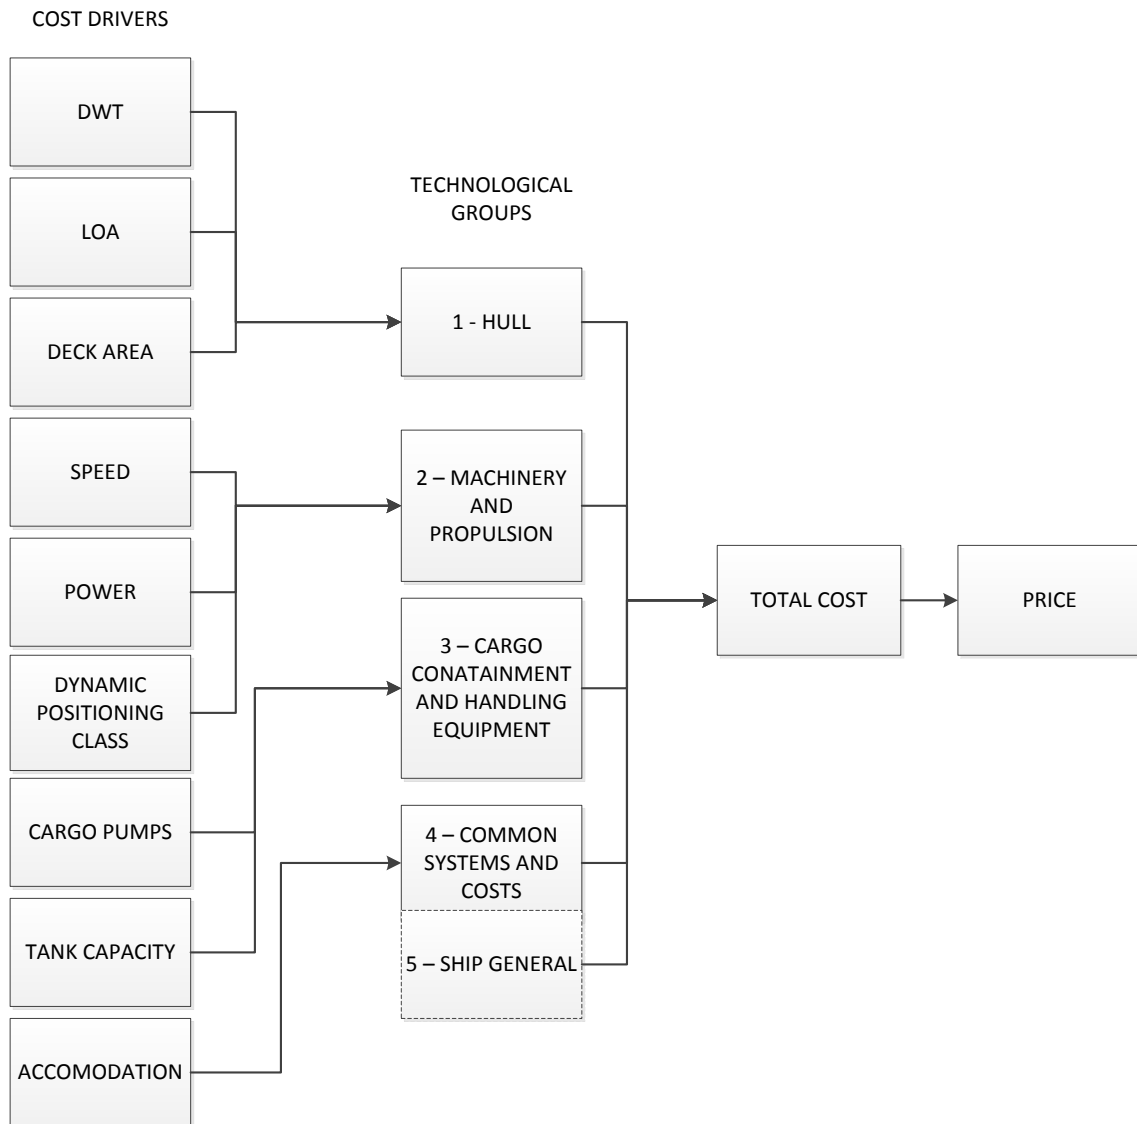 COST DRIVERS
DWT
LOA
DECK AREA
SPEED
POWER
DYNAMIC
POSITIONING
CLASS
CARGO PUMPS
TANK CAPACITY
ACCOMODATION
TECHNOLOGICAL
GROUPS
1 - HULL
2 – MACHINERY
AND
PROPULSION
3 – CARGO
CONATAINMENT
AND HANDLING
EQUIPMENT
4 – COMMON
SYSTEMS AND
COSTS
5 – SHIP GENERAL
TOTAL COST
PRICE